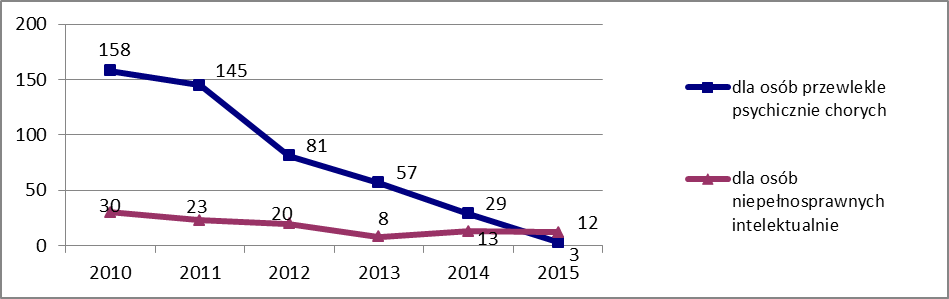 200
158
145
150
dla osób przewlekle
psychicznie chorych
100
81
57
50
30
23
20
8
29
13
12
3
dla osób
niepełnosprawnych
intelektualnie
0
2010 2011 2012 2013 2014 2015